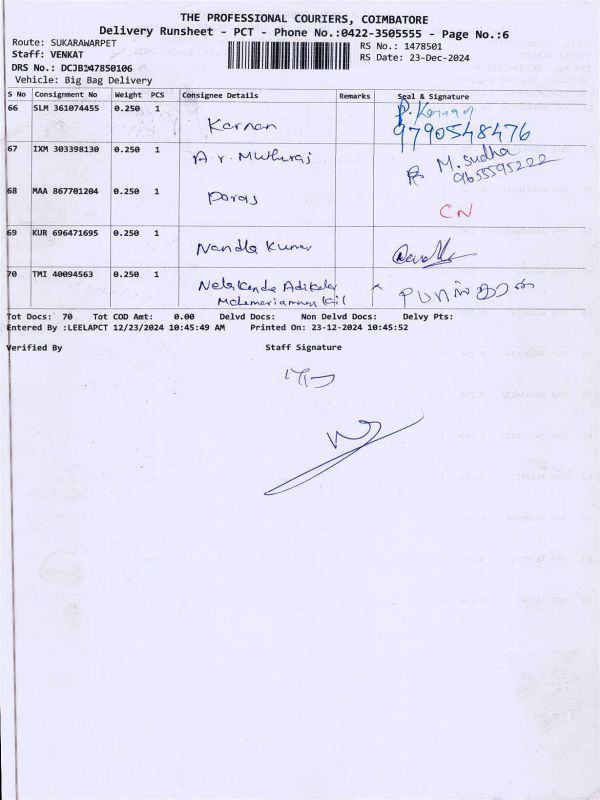 THE PROFESSIONAL COURIERS, COIMBATORE
Delivery Runsheet - PCT - Phone No.:0422-3505555 - Page No.:6
Route: SUKARAWARPET
Staff: VENKAT
DRS No.: DCJB147850106
Vehicle: Big Bag Delivery
RS No.: 1478501
RS Date: 23-Dec-2024
S No Consignment No Weight PCS Consignee Details Remarks Seal & Signature
66 SLM 361074455 0.250 1 Karnan P. Karnan
9790548476
67 IXM 303398130 0.250 1 A. r. Muthuraj M. Sudha
9655595222
68 MAA 867701204 0.250 1 Paras CN
69 KUR 696471695 0.250 1 Nandha Kumar
70 TMI 40094563 0.250 1
Tot Docs: 70 Tot COD Amt: 0.00 Delvd Docs: Non Delvd Docs: Delvy Pts:
Entered By :LEELAPCT 12/23/2024 10:45:49 AM Printed On: 23-12-2024 10:45:52
Verified By Staff Signature